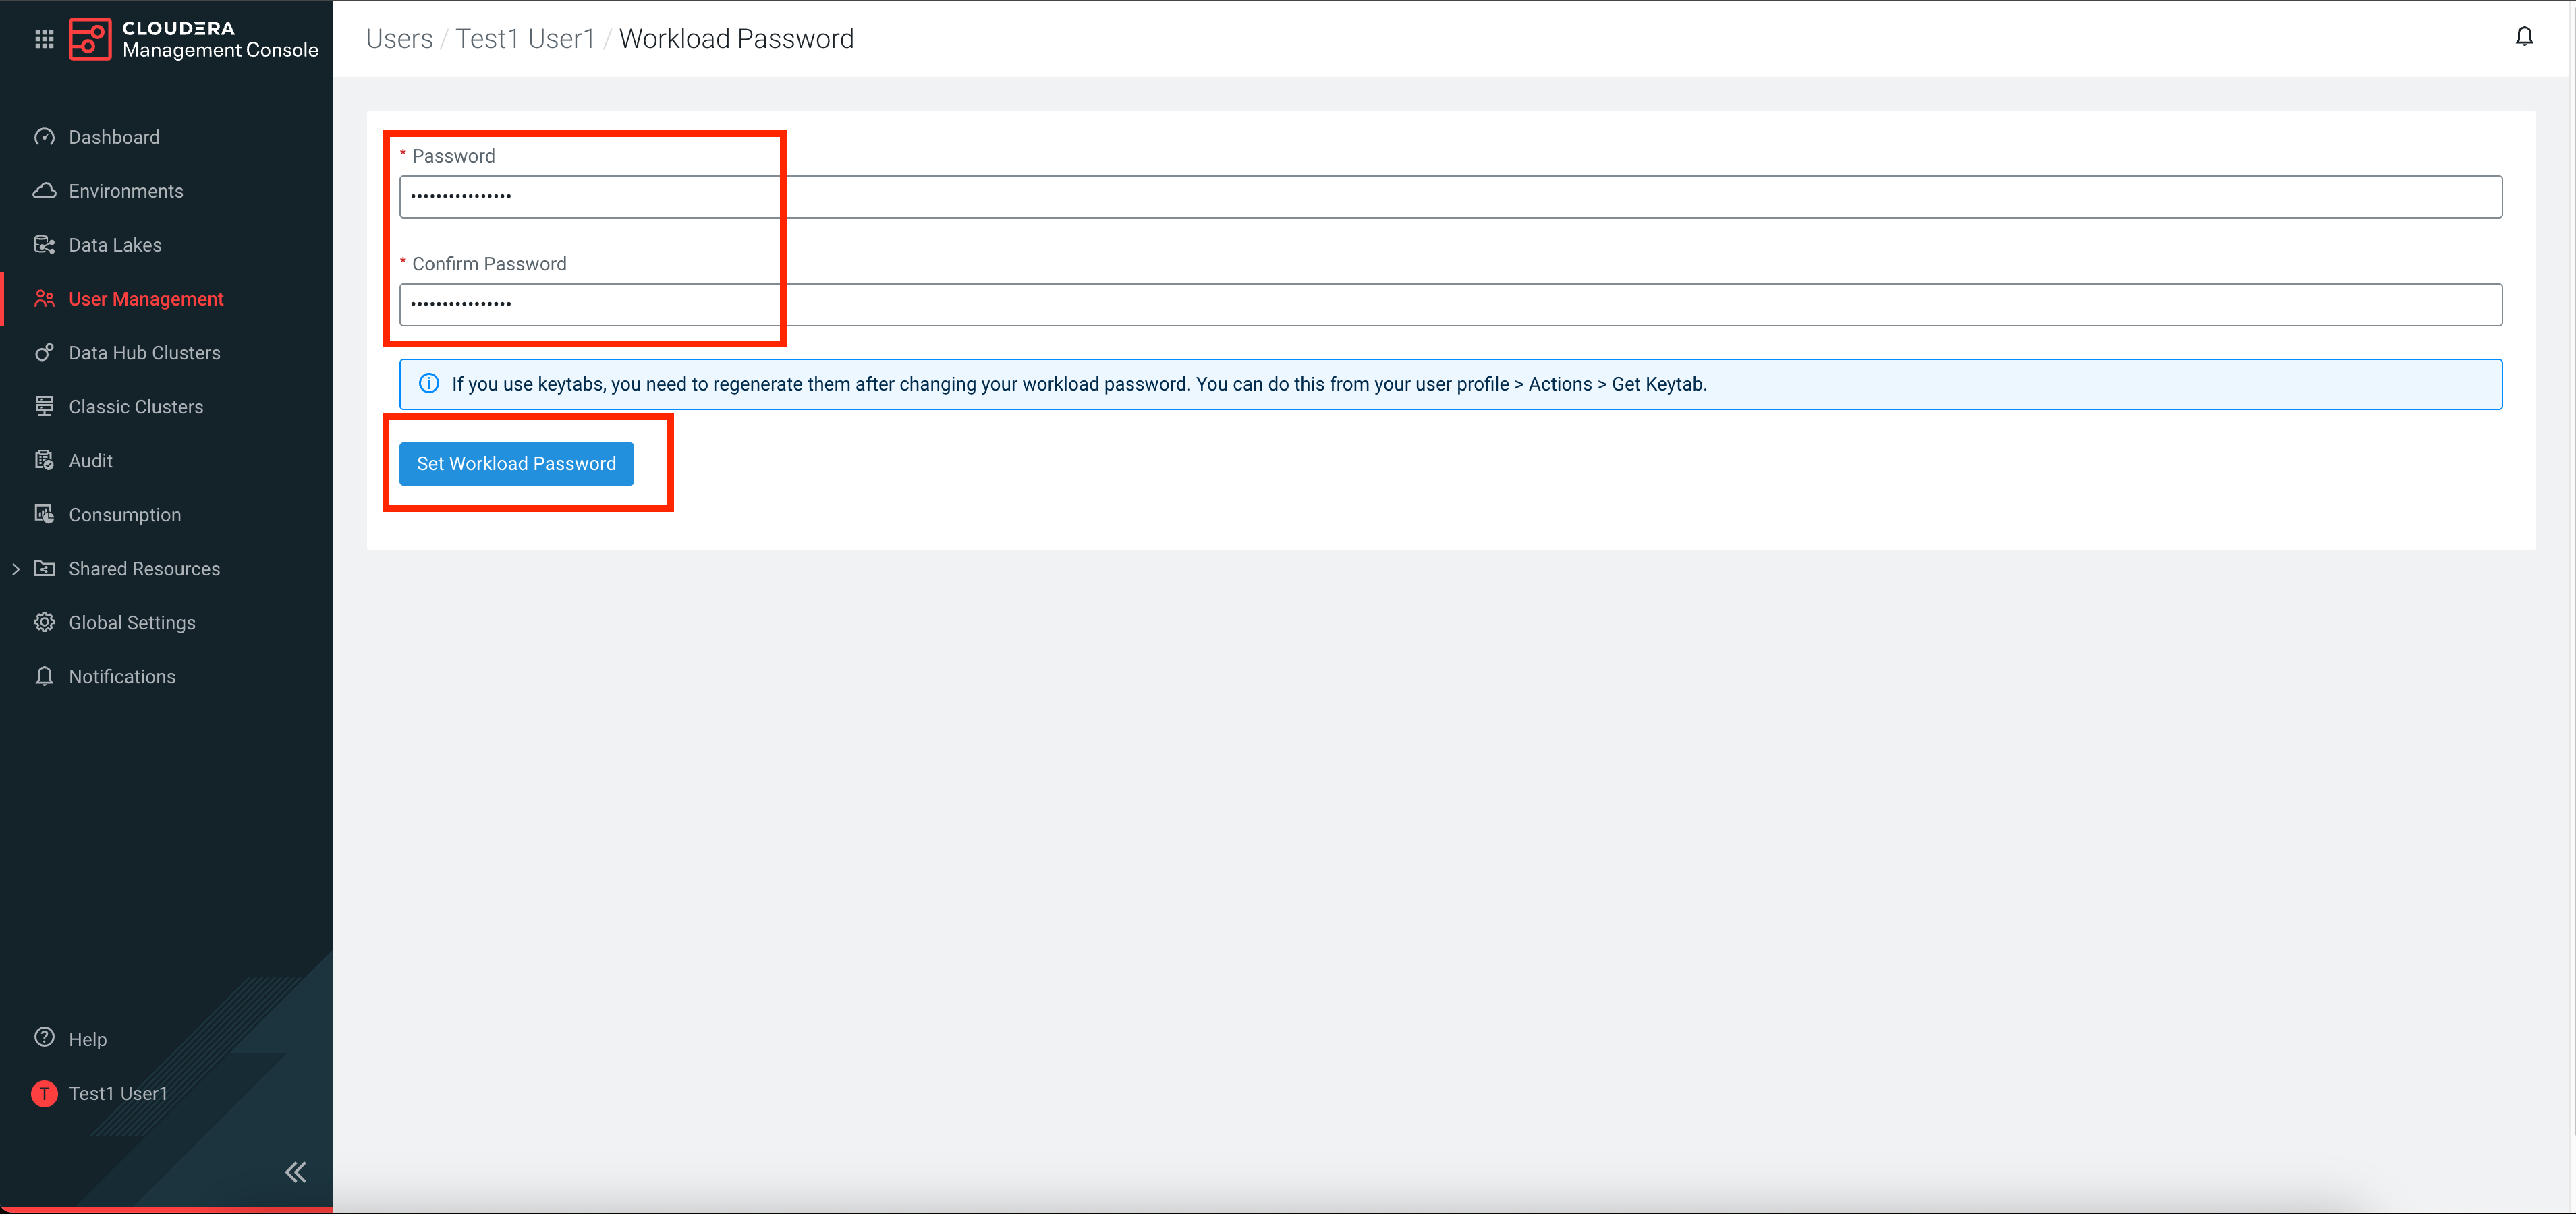 CLOUDERA
Management Console
Users / Test1 User1 / Workload Password
Dashboard
Environments
Data Lakes
User Management
Data Hub Clusters
Classic Clusters
Audit
Consumption
Shared Resources
Global Settings
Notifications
Help
T Test1 User1
* Password
••••••••••••••••
* Confirm Password
••••••••••••••••
If you use keytabs, you need to regenerate them after changing your workload password. You can do this from your user profile > Actions > Get Keytab.
Set Workload Password